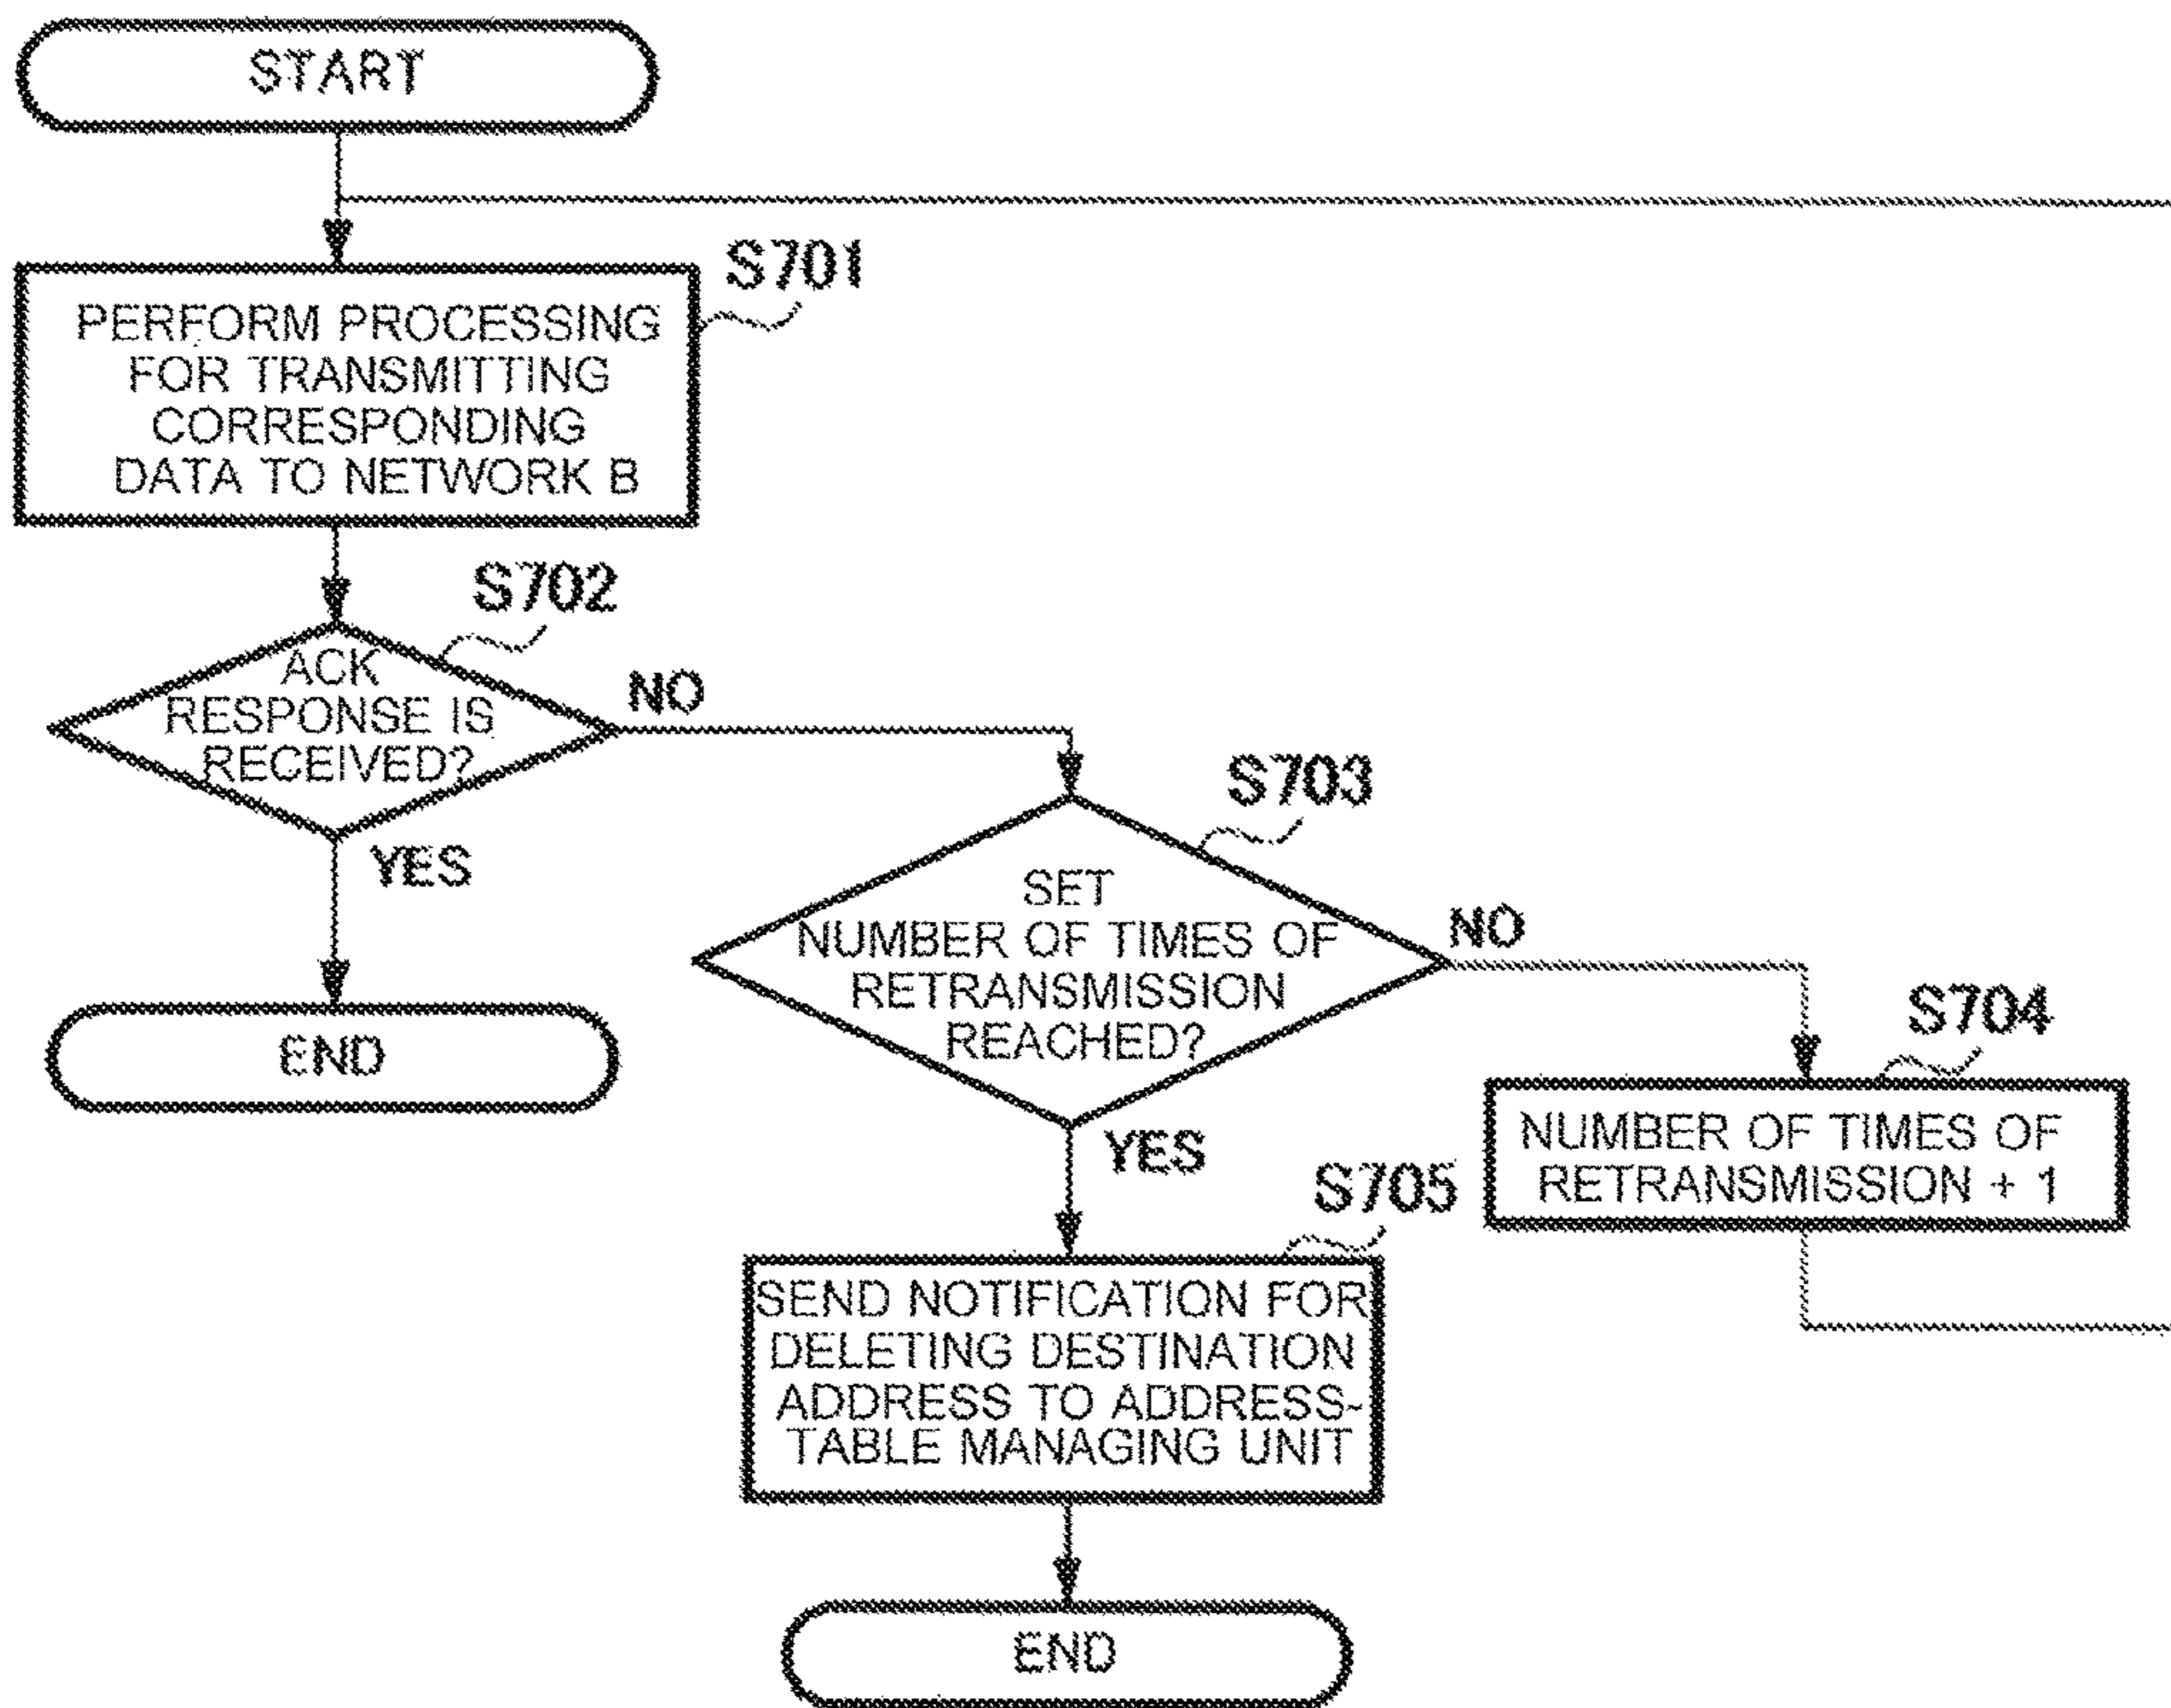 START
S701
PERFORM PROCESSING
FOR TRANSMITTING
CORRESPONDING
DATA TO NETWORK B
S702
ACK
RESPONSE IS
RECEIVED?
NO
YES
END
S703
SET
NUMBER OF TIMES OF
RETRANSMISSION
REACHED?
NO
YES
S704
NUMBER OF TIMES OF
RETRANSMISSION + 1
S705
SEND NOTIFICATION FOR
DELETING DESTINATION
ADDRESS TO ADDRESS-
TABLE MANAGING UNIT
END